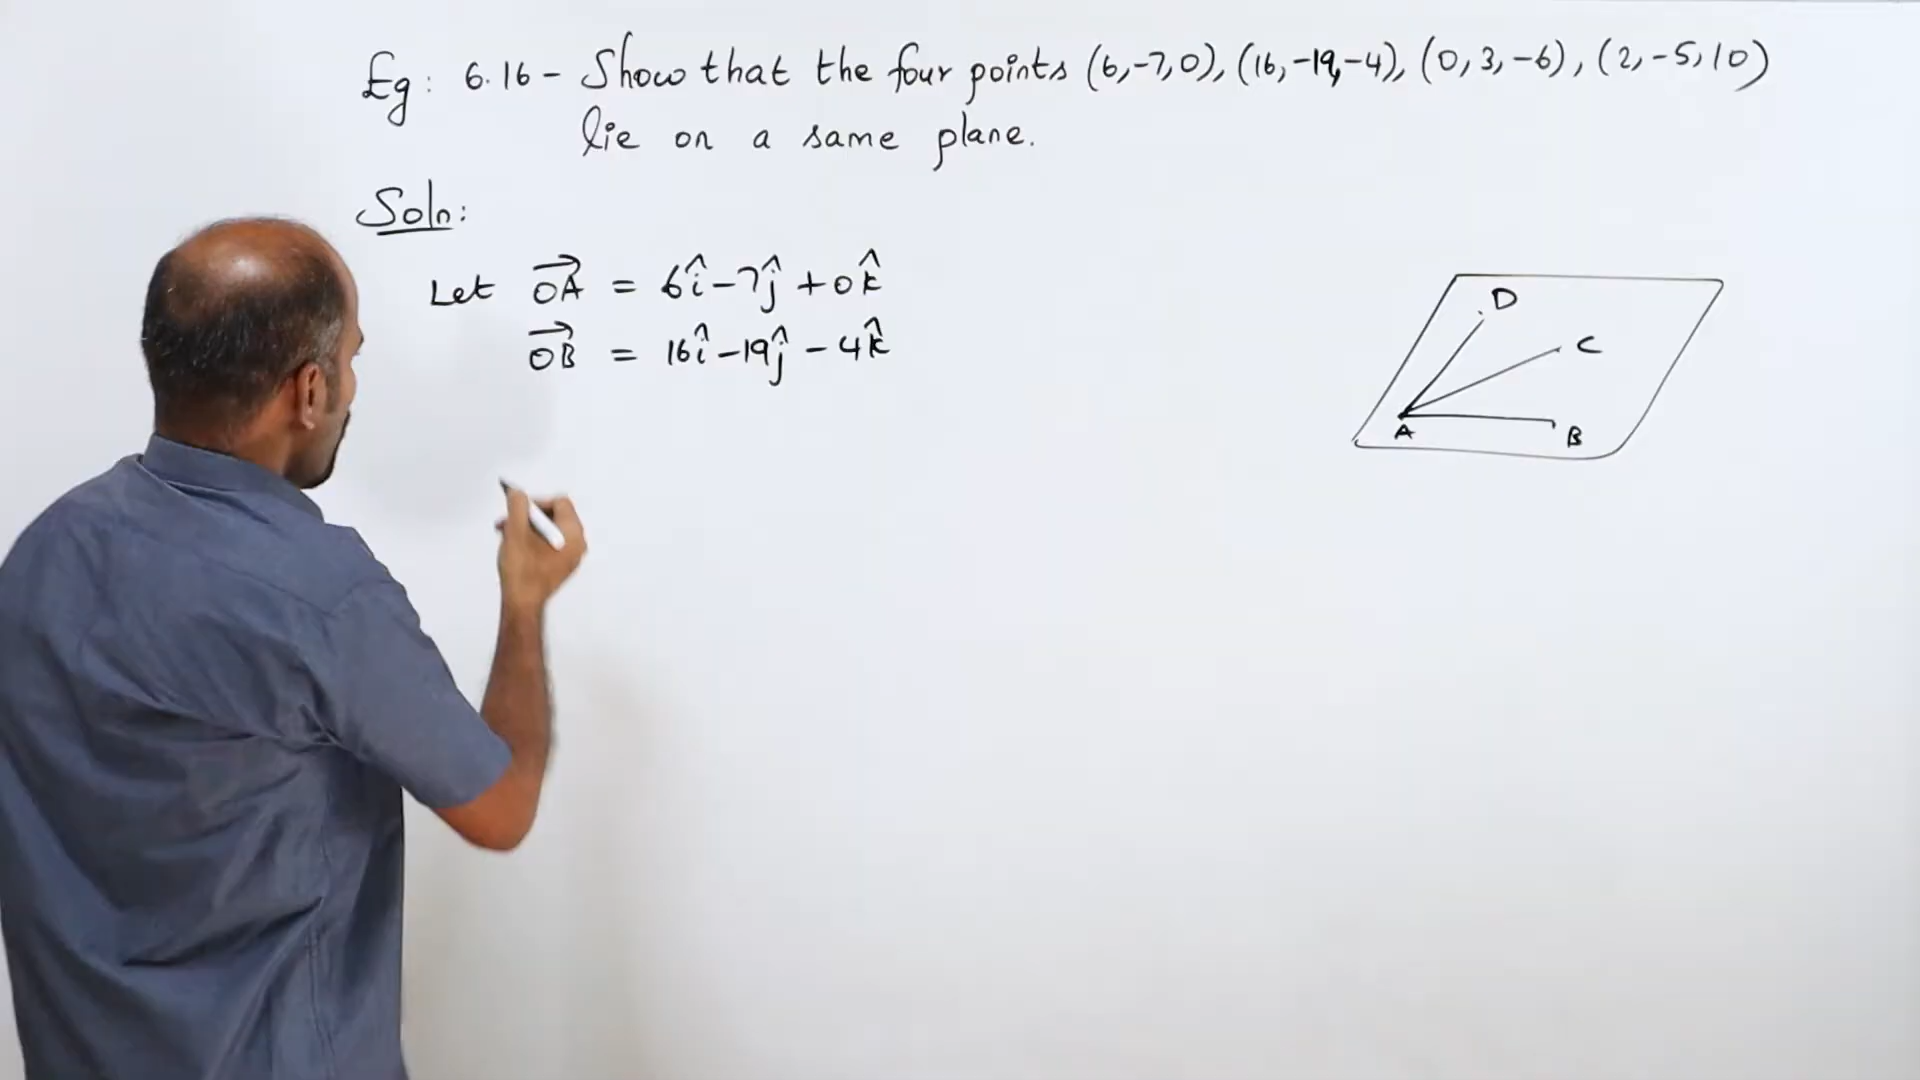 Eg: 6.16 - Show that the four points (6,-7,0), (16,-19,-4), (0,3,-6), (2,-5,10)
lie on a same plane.
Soln:
Let OA⃗ = 6î - 7ĵ + 0k̂
OB⃗ = 16î - 19ĵ - 4k̂
D
C
A
B